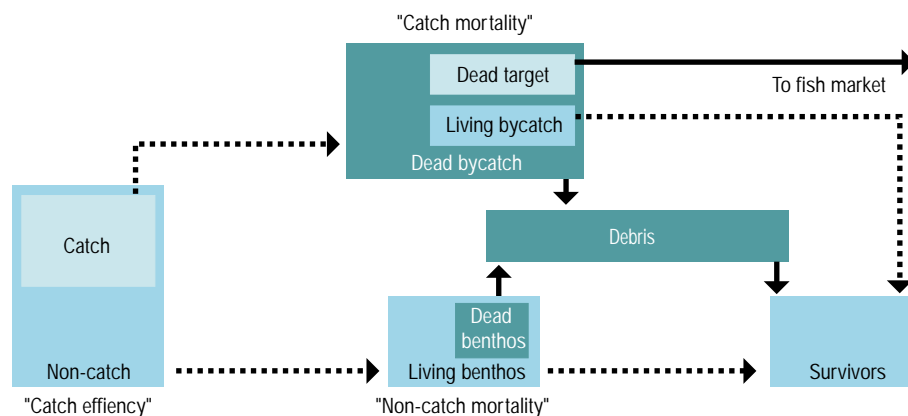 "Catch mortality"
Dead target
To fish market
Living bycatch
Dead bycatch
Catch
Debris
Dead
benthos
Non-catch
Living benthos
Survivors
"Catch effiency"
"Non-catch mortality"